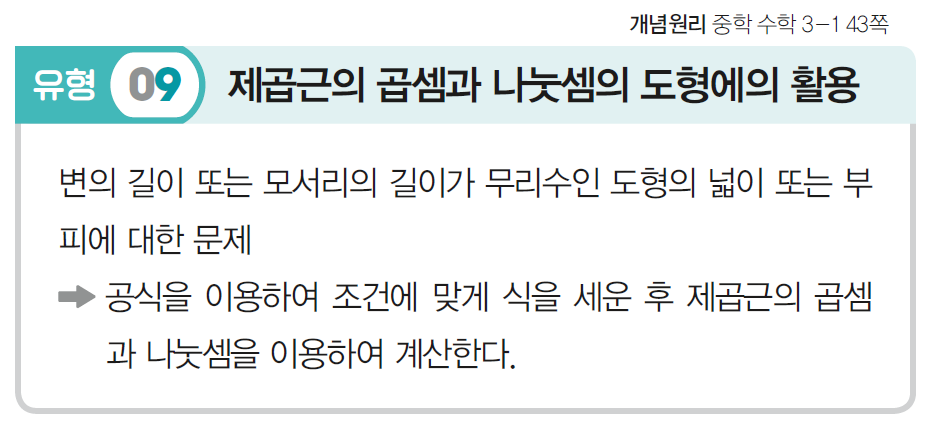 개념원리 중학 수학 3-1 43쪽
유형 09 제곱근의 곱셈과 나눗셈의 도형에의 활용
변의 길이 또는 모서리의 길이가 무리수인 도형의 넓이 또는 부
피에 대한 문제
➡ 공식을 이용하여 조건에 맞게 식을 세운 후 제곱근의 곱셈
과 나눗셈을 이용하여 계산한다.